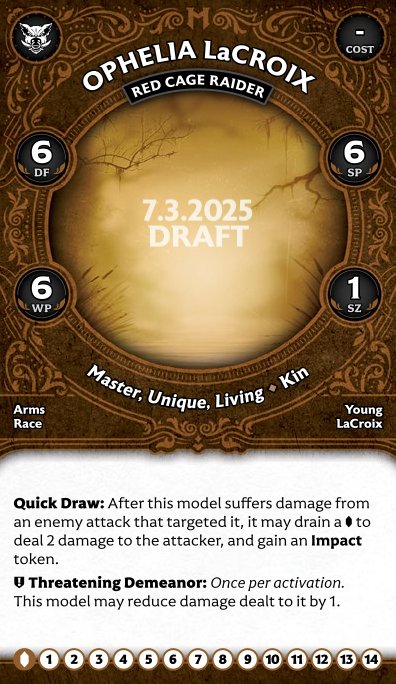 OPHELIA LaCROIX
RED CAGE RAIDER
-
COST
6
DF
6
SP
7.3.2025
DRAFT
6
WP
1
SZ
Master, Unique, Living ♦ Kin
Arms
Race
Young
LaCroix
Quick Draw: After this model suffers damage from
an enemy attack that targeted it, it may drain a to
deal 2 damage to the attacker, and gain an Impact
token.
Threatening Demeanor: Once per activation.
This model may reduce damage dealt to it by 1.
1 2 3 4 5 6 7 8 9 10 11 12 13 14